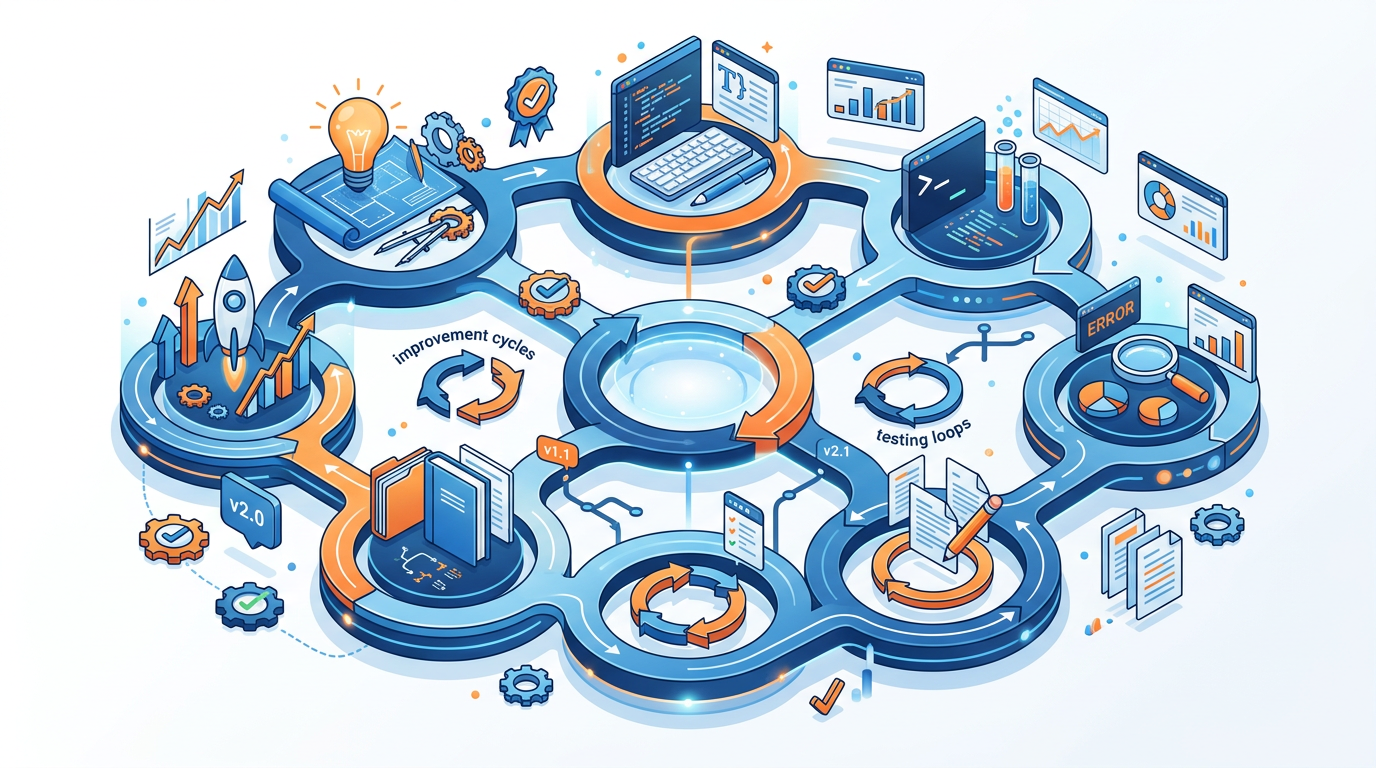 T}
ERROR
improvement cycles
testing loops
v1.1
v2.1
v2.0